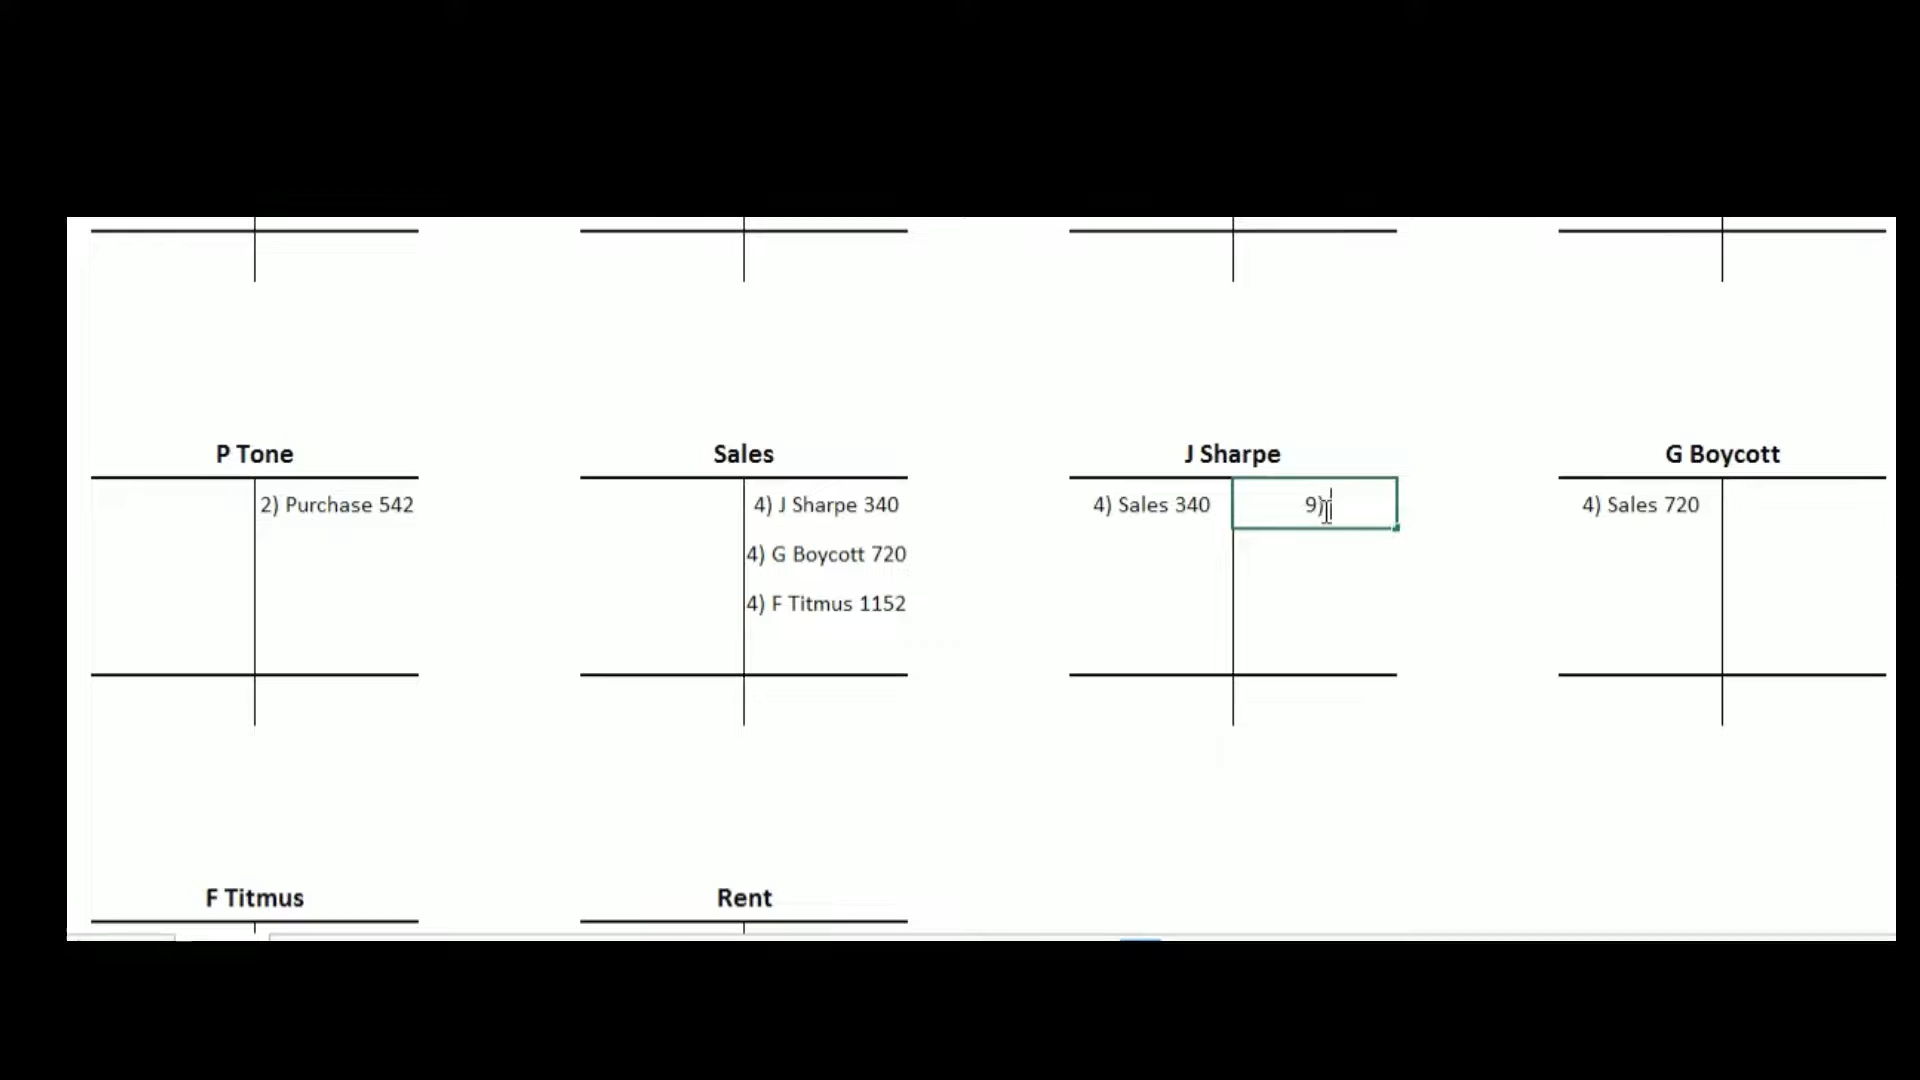 P Tone
2) Purchase 542
Sales
4) J Sharpe 340
4) G Boycott 720
4) F Titmus 1152
J Sharpe
4) Sales 340
9)
G Boycott
4) Sales 720
F Titmus
Rent